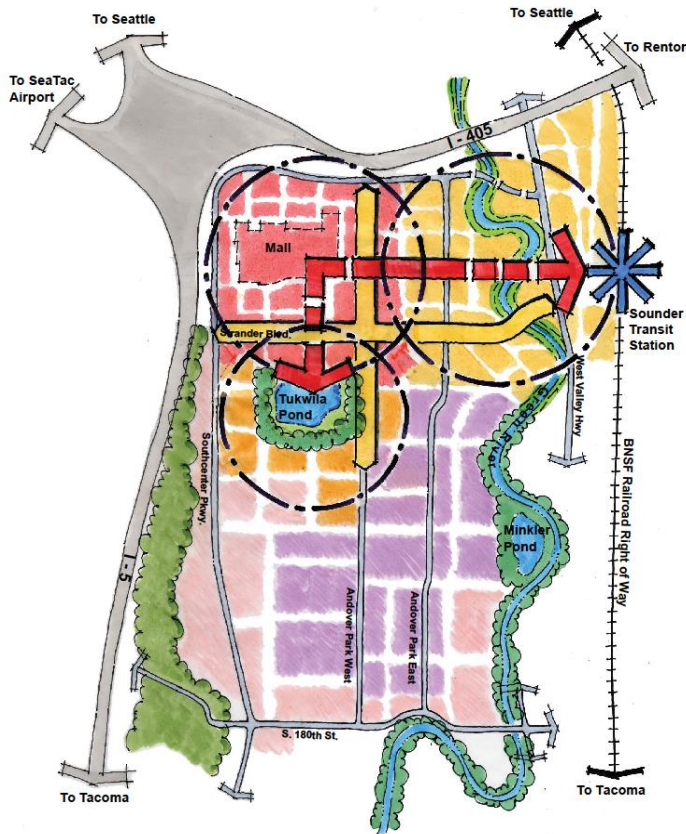 To Seattle
To Seattle
To Renton
To SeaTac
Airport
I - 405
Mall
Sounder
Transit
Station
Strander Blvd.
Tukwila
Pond
West Valley Hwy
Green River
Southcenter Pkwy.
BNSF Railroad Right of Way
Minkler
Pond
I - 5
Andover Park West
Andover Park East
S. 180th St.
To Tacoma
To Tacoma